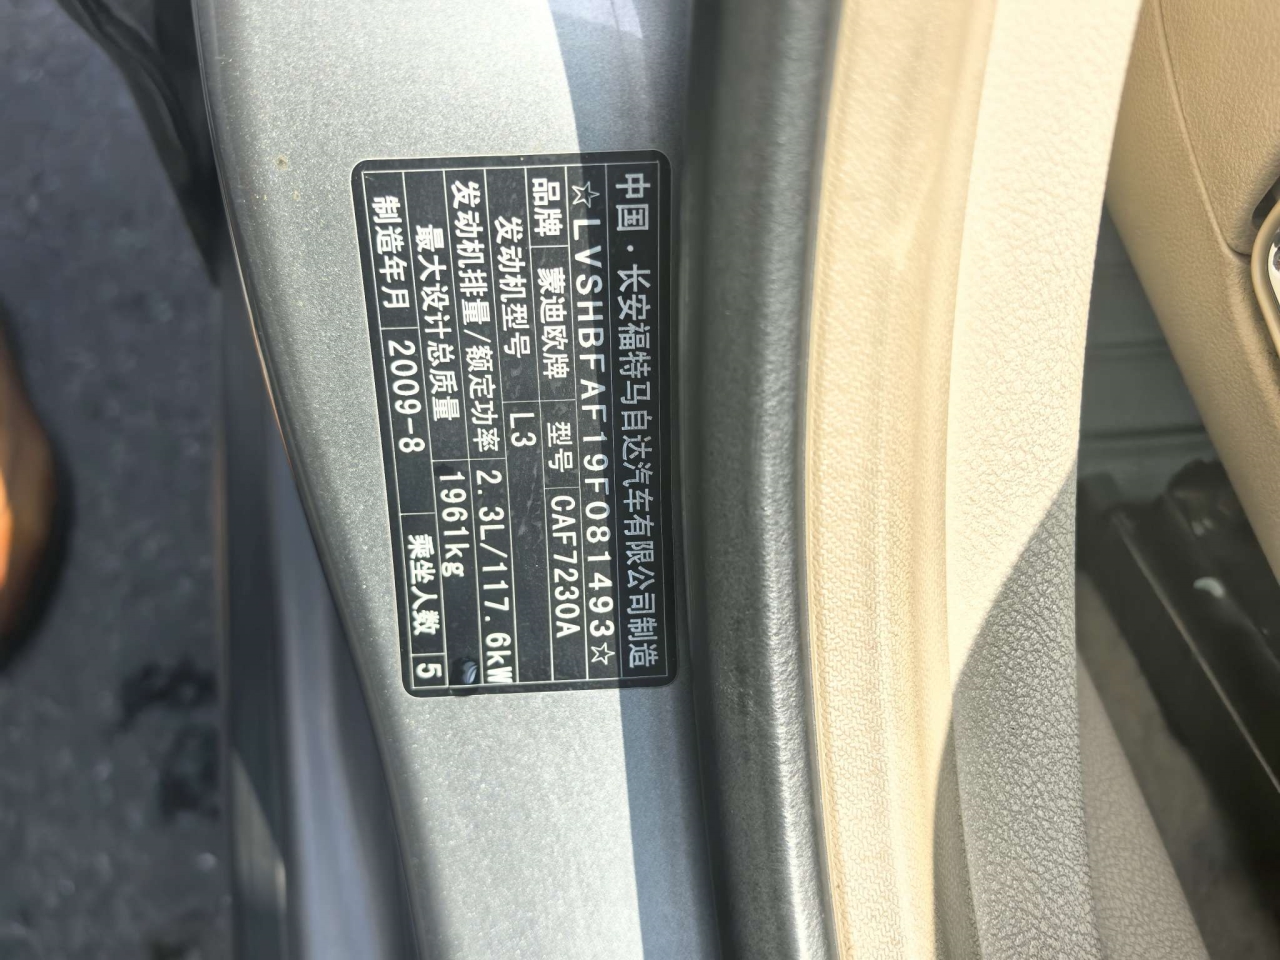 中国·长安福特马自达汽车有限公司制造
☆LVSHBFAF19F081493☆
品牌 蒙迪欧牌 型号 CAF7230A
发动机型号 L3
发动机排量/额定功率 2.3L/117.6kW
最大设计总质量 1961kg
制造年月 2009-8 乘坐人数 5